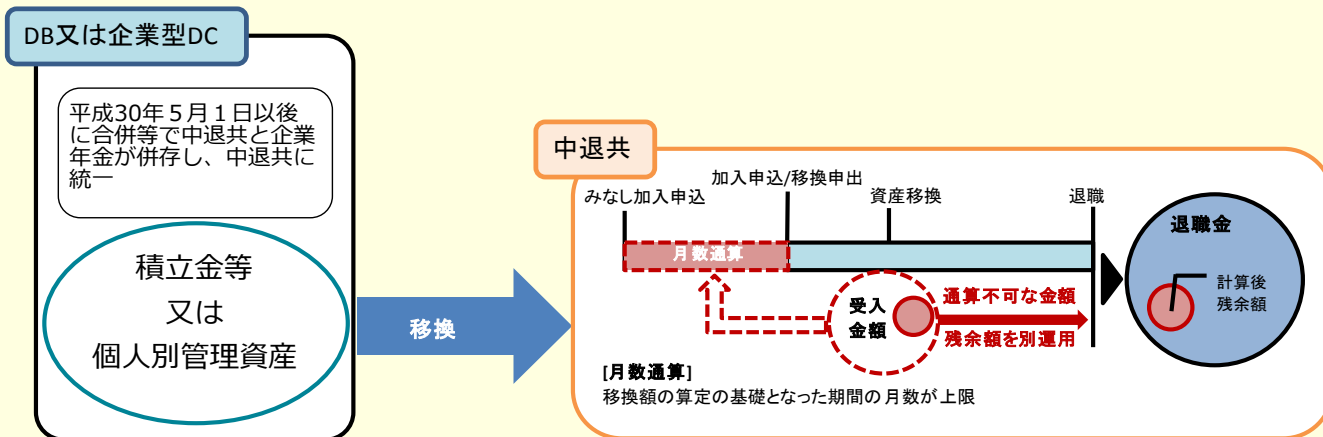 DB又は企業型DC
平成30年5月1日以後
に合併等で中退共と企業
年金が併存し、中退共に
統一
積立金等
又は
個人別管理資産
移換
中退共
みなし加入申込
加入申込/移換申出
資産移換
退職
月数通算
受入
金額
通算不可な金額
残余額を別運用
退職金
計算後
残余額
[月数通算]
移換額の算定の基礎となった期間の月数が上限